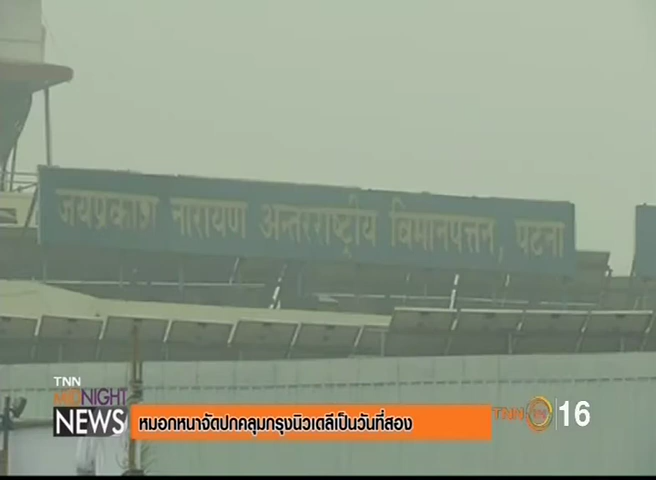 जयप्रकाश नारायण अन्तरराष्ट्रीय विमानपत्तन, पटना
TNN
MIDNIGHT
NEWS
หมอกหนาจัดปกคลุมกรุงนิวเดลีเป็นวันที่สอง
TNN 16